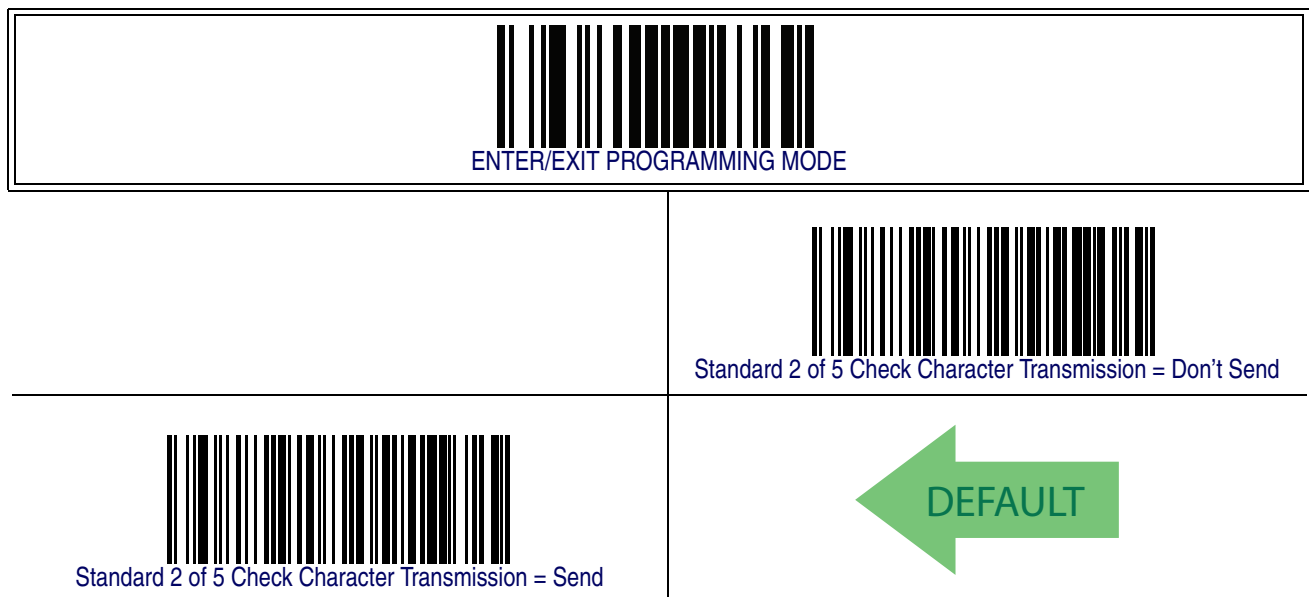 ENTER/EXIT PROGRAMMING MODE
Standard 2 of 5 Check Character Transmission = Don't Send
Standard 2 of 5 Check Character Transmission = Send
DEFAULT